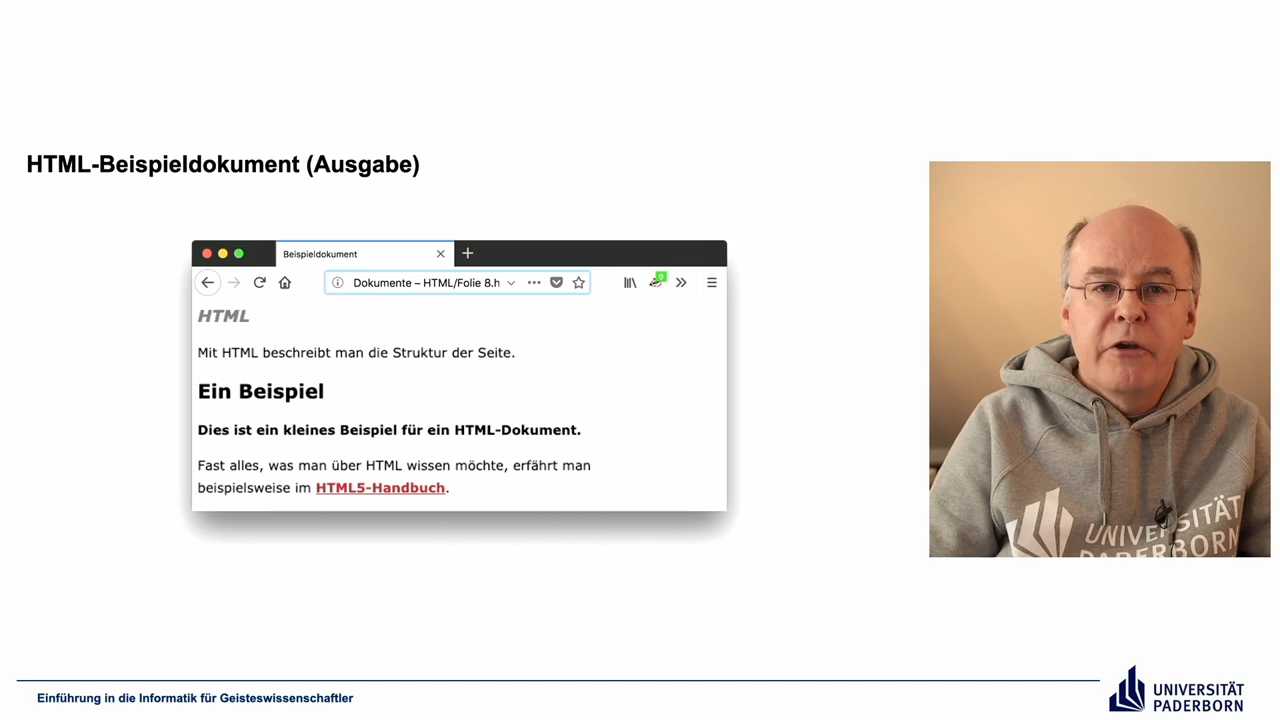 HTML-Beispieldokument (Ausgabe)
Beispieldokument
Dokumente – HTML/Folie 8.h
0
HTML
Mit HTML beschreibt man die Struktur der Seite.
Ein Beispiel
Dies ist ein kleines Beispiel für ein HTML-Dokument.
Fast alles, was man über HTML wissen möchte, erfährt man
beispielsweise im HTML5-Handbuch.
UNIVERSITÄT
PADERBORN
Einführung in die Informatik für Geisteswissenschaftler
UNIVERSITÄT
PADERBORN